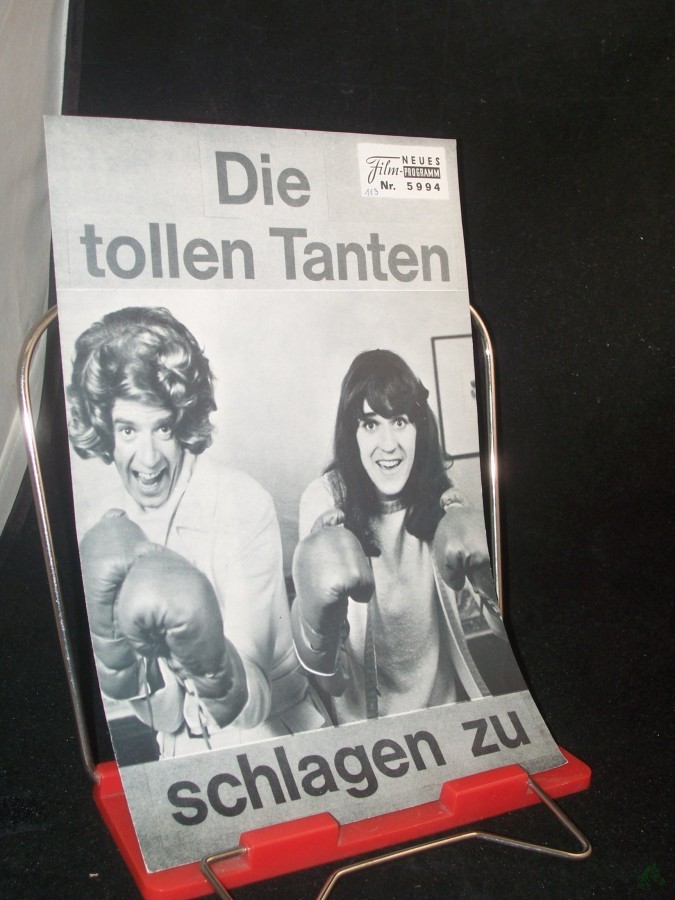 Die
tollen Tanten
Film-
NEUES
PROGRAMM
Nr. 5994
schlagen zu